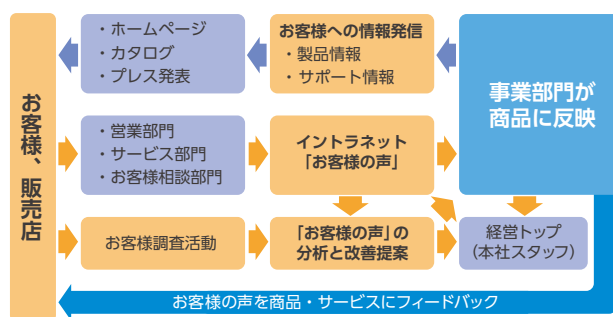 お客様、販売店
・ホームページ
・カタログ
・プレス発表
お客様への情報発信
・製品情報
・サポート情報
事業部門が
商品に反映
・営業部門
・サービス部門
・お客様相談部門
イントラネット
「お客様の声」
お客様調査活動
「お客様の声」の
分析と改善提案
経営トップ
(本社スタッフ)
お客様の声を商品・サービスにフィードバック